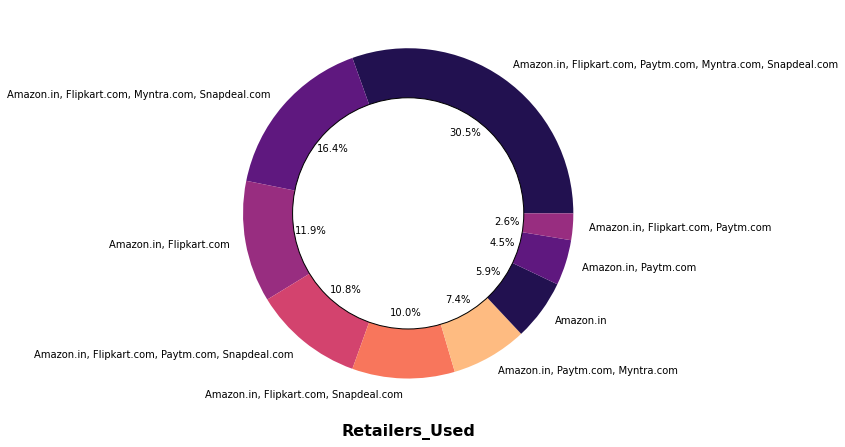 Amazon.in, Flipkart.com, Paytm.com, Myntra.com, Snapdeal.com
Amazon.in, Flipkart.com, Myntra.com, Snapdeal.com
30.5%
16.4%
2.6%
Amazon.in, Flipkart.com, Paytm.com
11.9%
4.5%
Amazon.in, Flipkart.com
Amazon.in, Paytm.com
5.9%
10.8%
7.4%
10.0%
Amazon.in
Amazon.in, Flipkart.com, Paytm.com, Snapdeal.com
Amazon.in, Paytm.com, Myntra.com
Amazon.in, Flipkart.com, Snapdeal.com
Retailers_Used